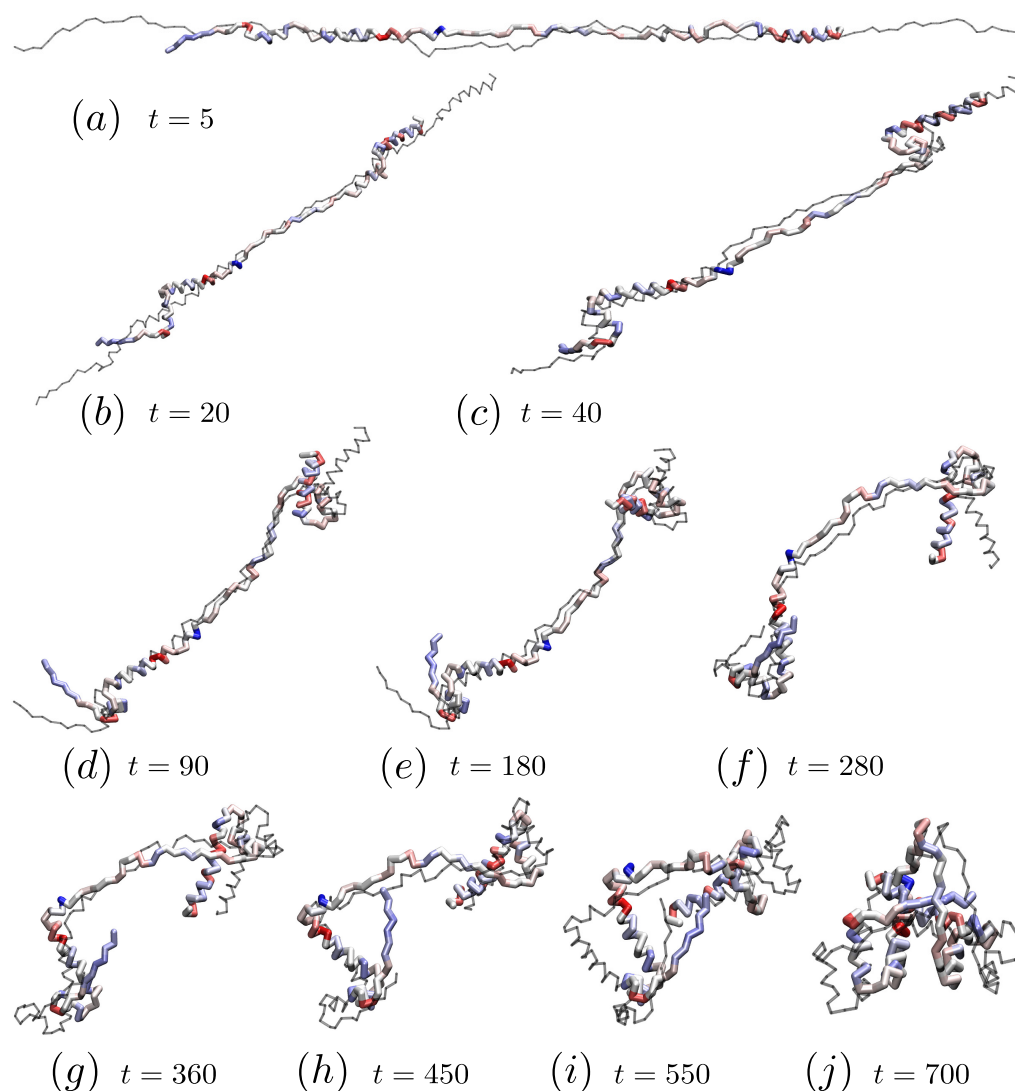 (a) t = 5
(b) t = 20
(c) t = 40
(d) t = 90
(e) t = 180
(f) t = 280
(g) t = 360
(h) t = 450
(i) t = 550
(j) t = 700